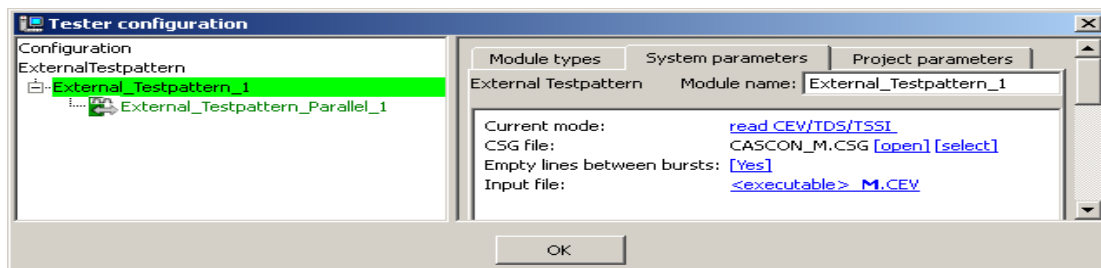 Tester configuration
Configuration
ExternalTestpattern
External_Testpattern_1
External_Testpattern_Parallel_1
Module types
System parameters
Project parameters
External Testpattern
Module name:
External_Testpattern_1
Current mode: read CEV/TDS/TSSI
CSG file: CASCON_M.CSG [open] [select]
Empty lines between bursts: [Yes]
Input file: <executable>_M.CEV
OK